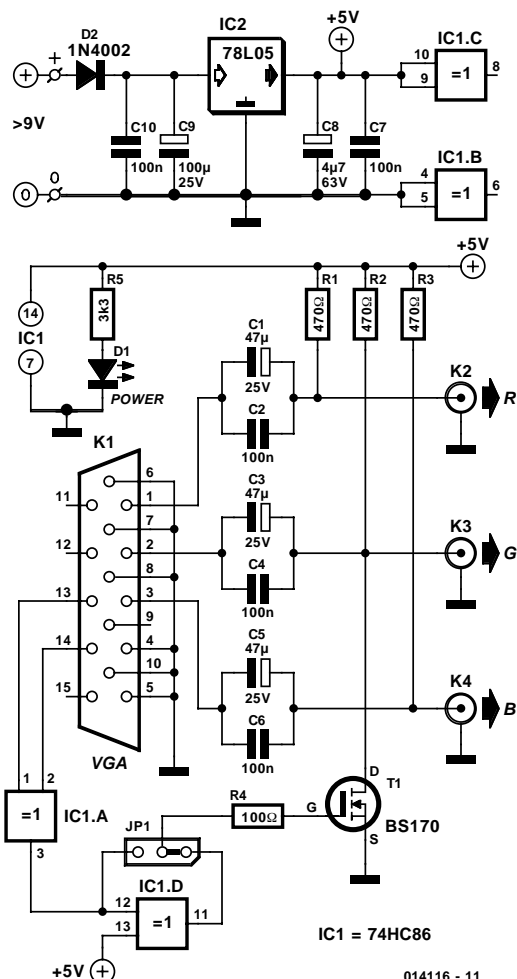 D2
1N4002
+
>9V
0
0
C10
100n
C9
100µ
25V
IC2
78L05
+5V
C8
4µ7
63V
C7
100n
IC1.C
10
9
=1
8
IC1.B
4
5
=1
6
+5V
14
IC1
7
R5
3k3
D1
POWER
R1
470Ω
R2
470Ω
R3
470Ω
C1
47µ
25V
C2
100n
K2
R
K1
6
11
1
7
12
2
8
13
3
9
14
4
10
15
5
VGA
C3
47µ
25V
C4
100n
K3
G
C5
47µ
25V
C6
100n
K4
B
1
2
=1
IC1.A
3
JP1
R4
100Ω
G
D
T1
S
BS170
IC1.D
12
13
=1
11
+5V
IC1 = 74HC86
014116 - 11